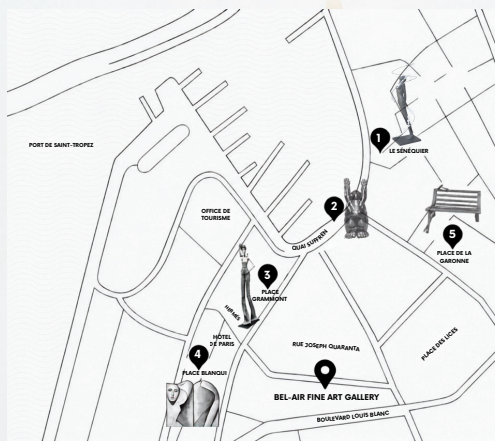 1
LE SÉNÉQUIER
PORT DE SAINT-TROPEZ
2
OFFICE DE
TOURISME
QUAI SUFFREN
5
PLACE DE LA
GARONNE
3
PLACE
GRAMMONT
HERMÈS
HÔTEL
DE PARIS
RUE JOSEPH QUARANTA
PLACE DES LICES
4
PLACE BLANQUI
BEL-AIR FINE ART GALLERY
BOULEVARD LOUIS BLANC